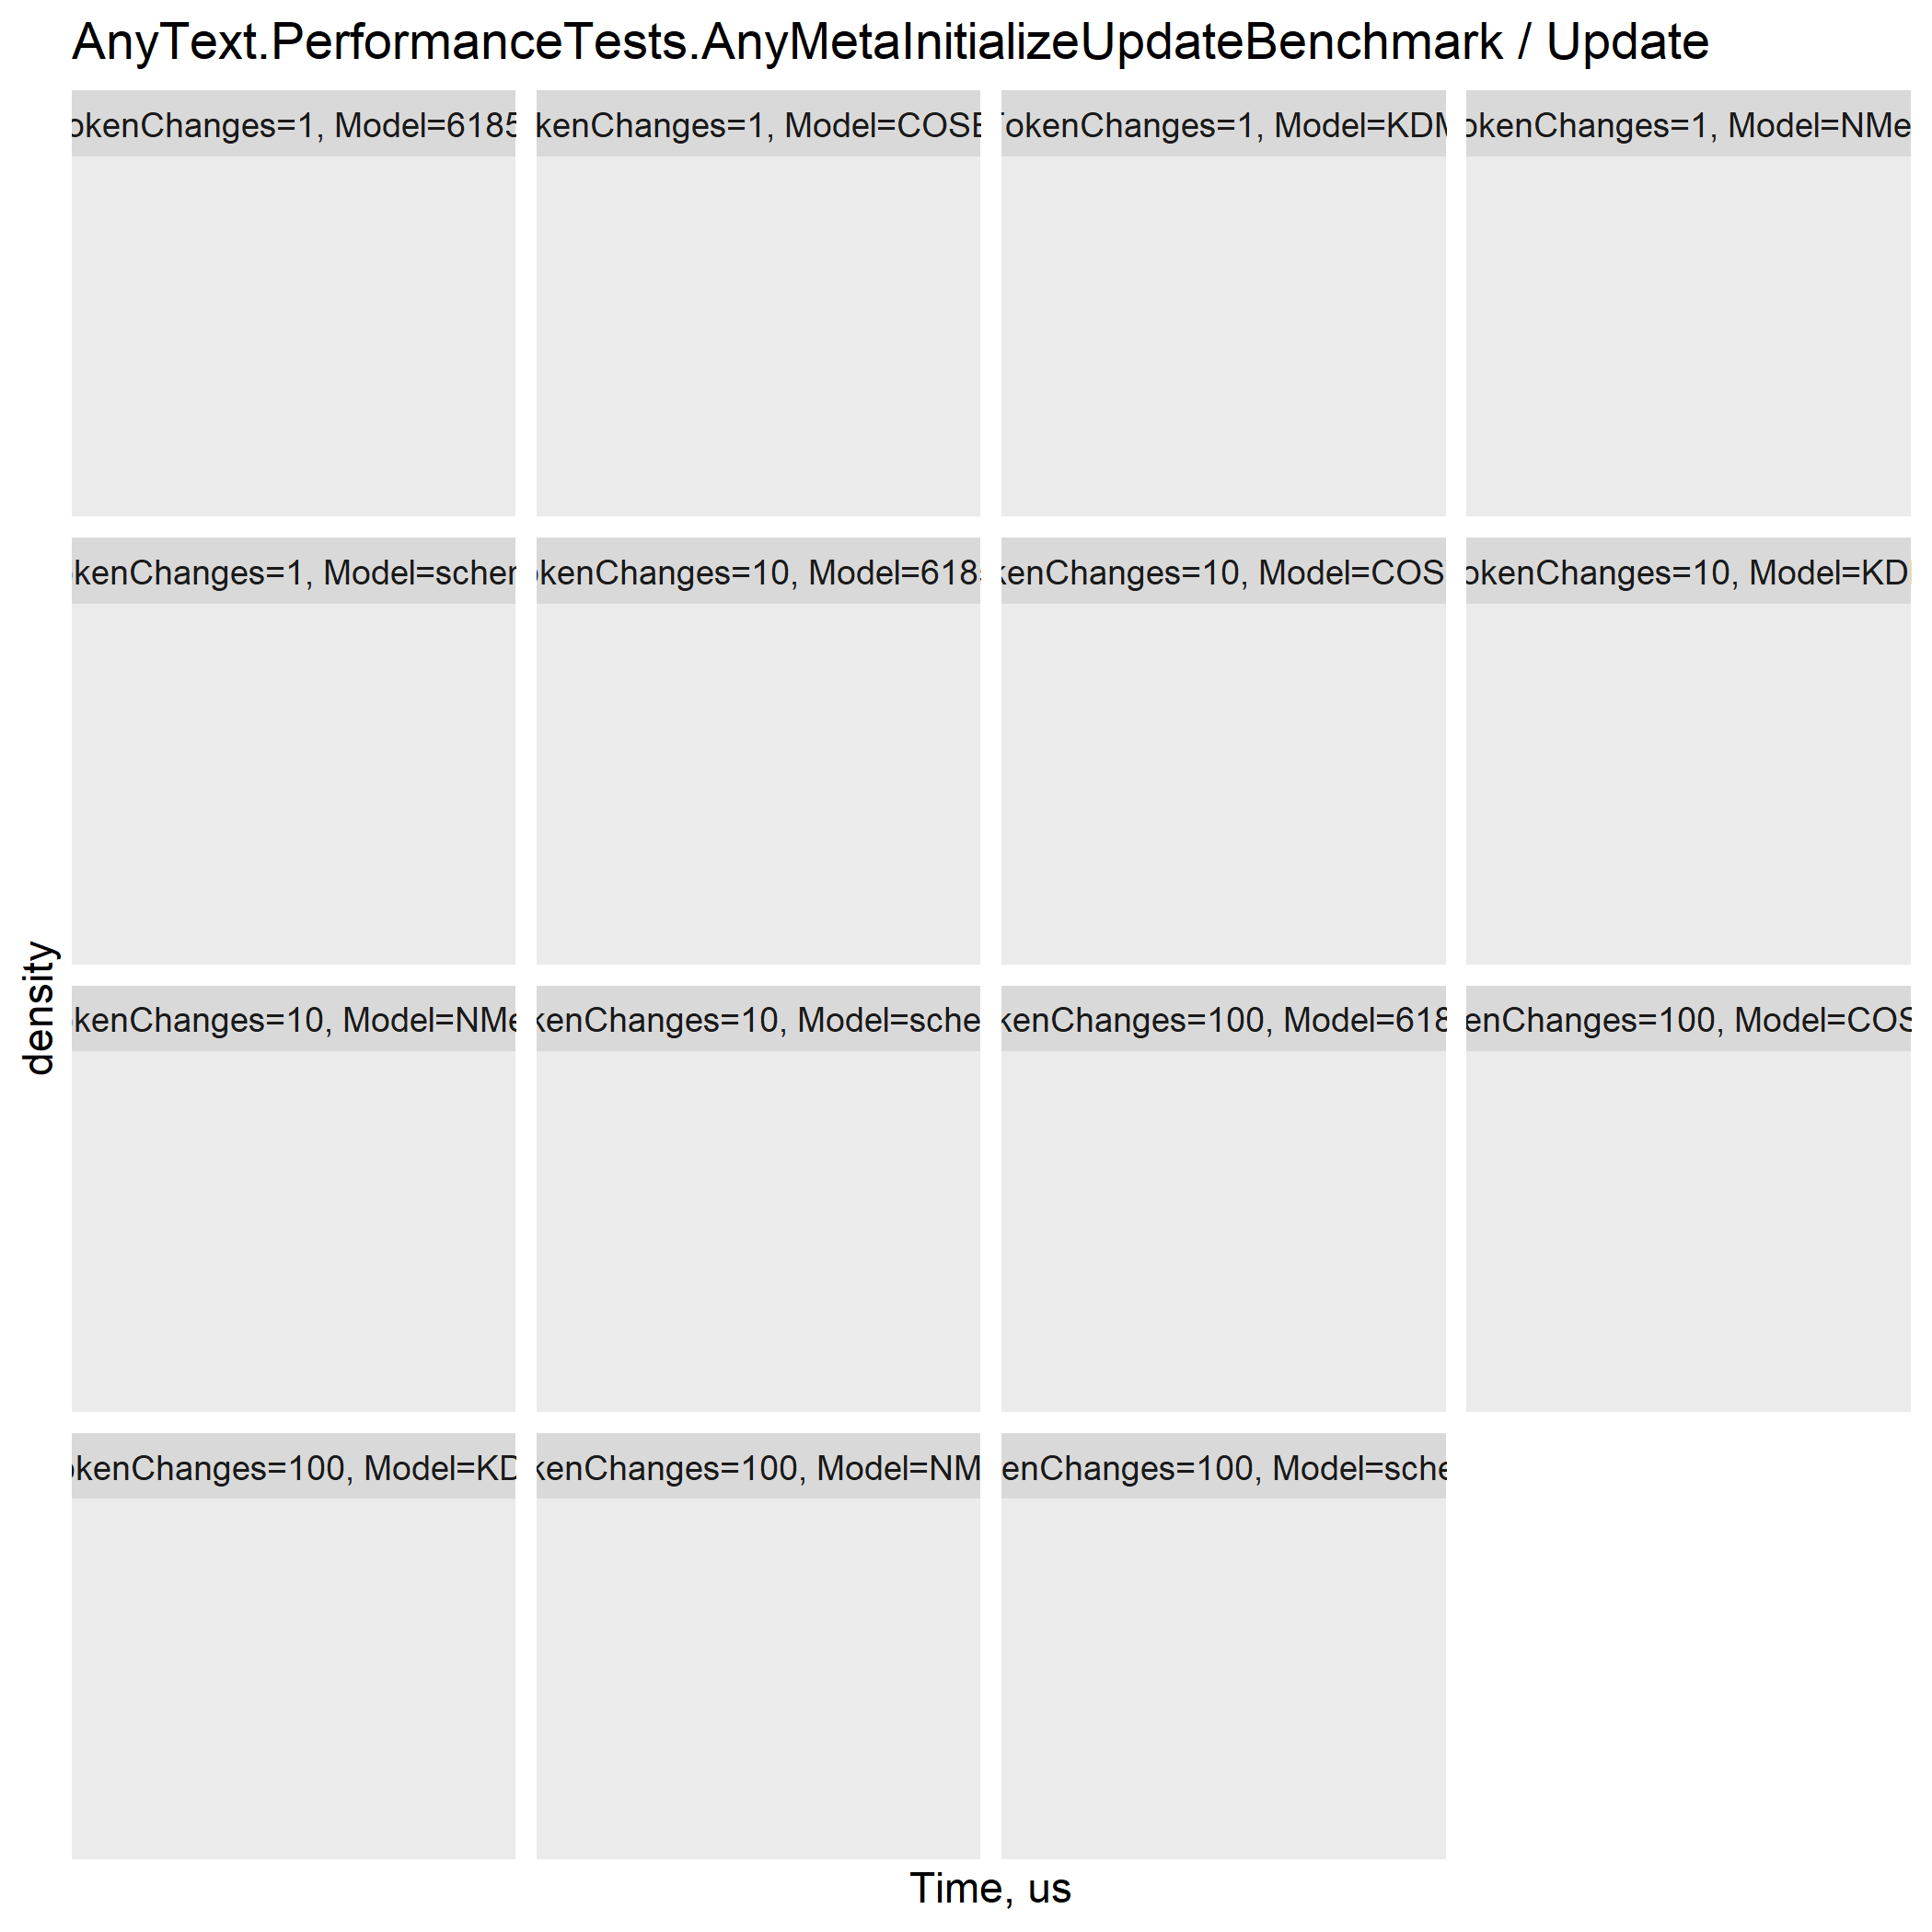 AnyText.PerformanceTests.AnyMetaInitializeUpdateBenchmark / Update
okenChanges=1, Model=6185
kenChanges=1, Model=COSE
TokenChanges=1, Model=KDM
okenChanges=1, Model=NMe
kenChanges=1, Model=schem
okenChanges=10, Model=618
kenChanges=10, Model=COS
okenChanges=10, Model=KD
kenChanges=10, Model=NMe
kenChanges=10, Model=sche
kenChanges=100, Model=618
enChanges=100, Model=COS
okenChanges=100, Model=KD
kenChanges=100, Model=NM
enChanges=100, Model=sche
density
Time, us